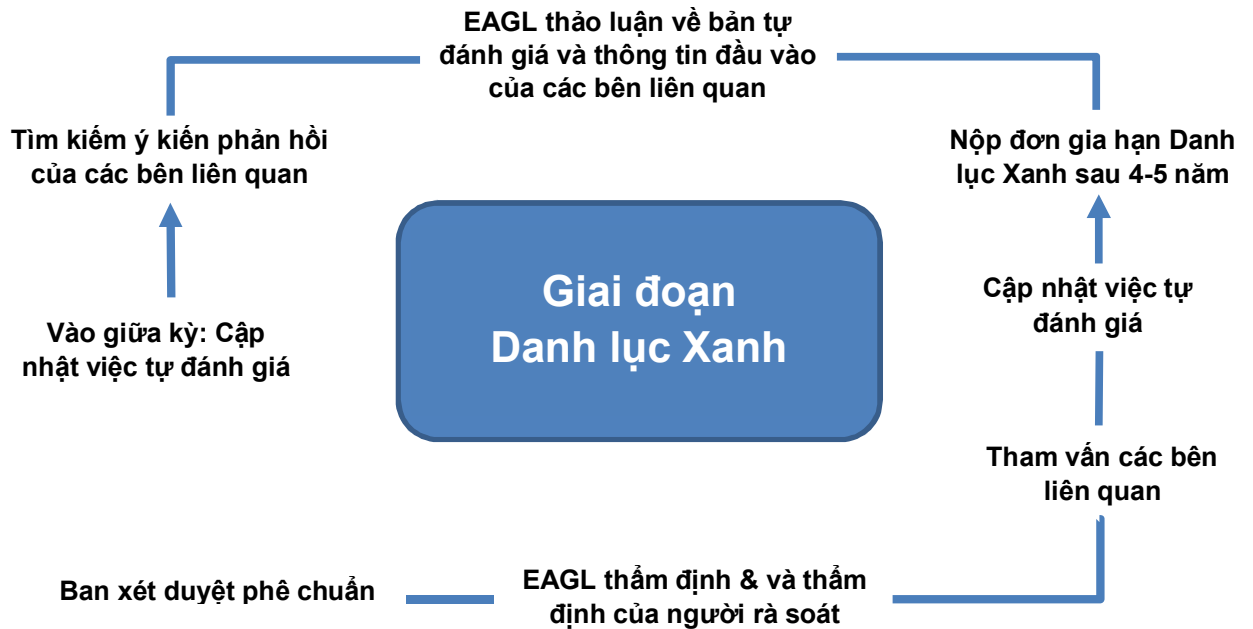 EAGL thảo luận về bản tự
đánh giá và thông tin đầu vào
của các bên liên quan
Tìm kiếm ý kiến phản hồi
của các bên liên quan
Nộp đơn gia hạn Danh
lục Xanh sau 4-5 năm
Giai đoạn
Danh lục Xanh
Cập nhật việc tự
đánh giá
Vào giữa kỳ: Cập
nhật việc tự đánh giá
Tham vấn các bên
liên quan
Ban xét duyệt phê chuẩn
EAGL thẩm định & và thẩm
định của người rà soát